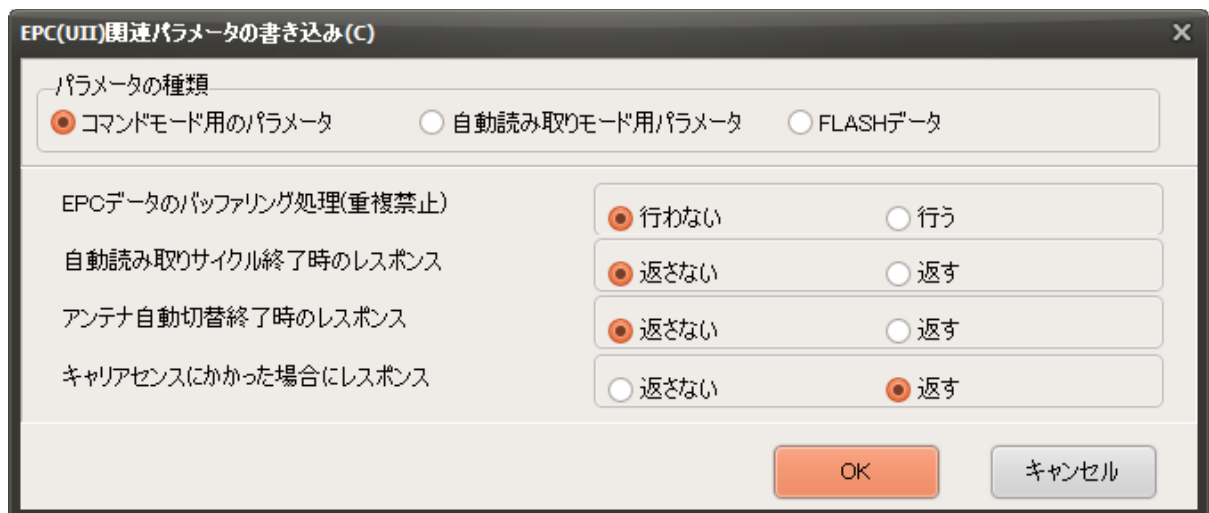 EPC(UII)関連パラメータの書き込み(C)
パラメータの種類
コマンドモード用のパラメータ 自動読み取りモード用パラメータ FLASHデータ
EPCデータのバッファリング処理(重複禁止) 行わない 行う
自動読み取りサイクル終了時のレスポンス 返さない 返す
アンテナ自動切替終了時のレスポンス 返さない 返す
キャリアセンスにかかった場合にレスポンス 返さない 返す
OK キャンセル